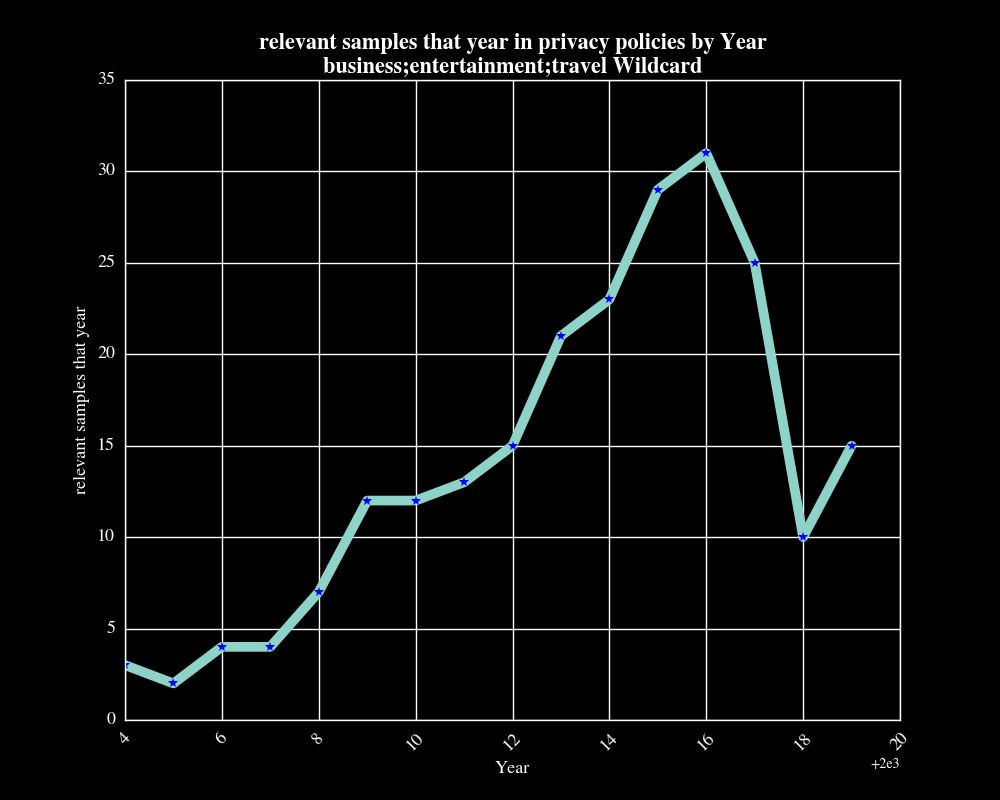 relevant samples that year in privacy policies by Year
business;entertainment;travel Wildcard
35
30
25
20
15
10
5
0
relevant samples that year
4 6 8 10 12 14 16 18 20
Year
+2e3